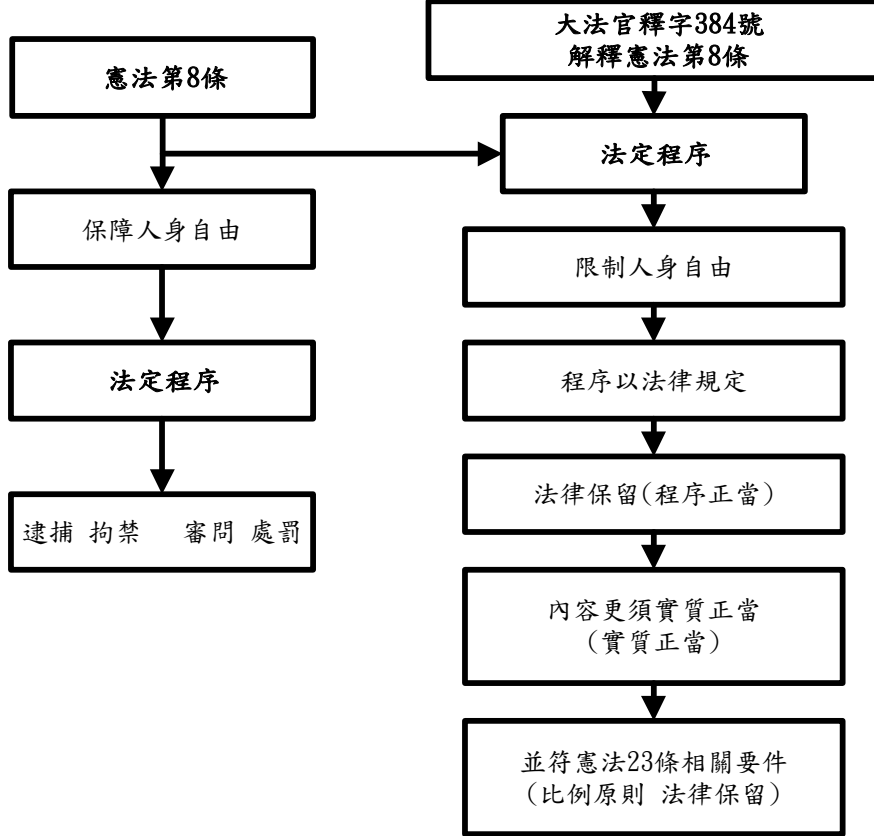 大法官釋字384號
解釋憲法第8條
憲法第8條
法定程序
保障人身自由
限制人身自由
法定程序
程序以法律規定
法律保留(程序正當)
逮捕 拘禁 審問 處罰
內容更須實質正當
(實質正當)
並符憲法23條相關要件
(比例原則 法律保留)